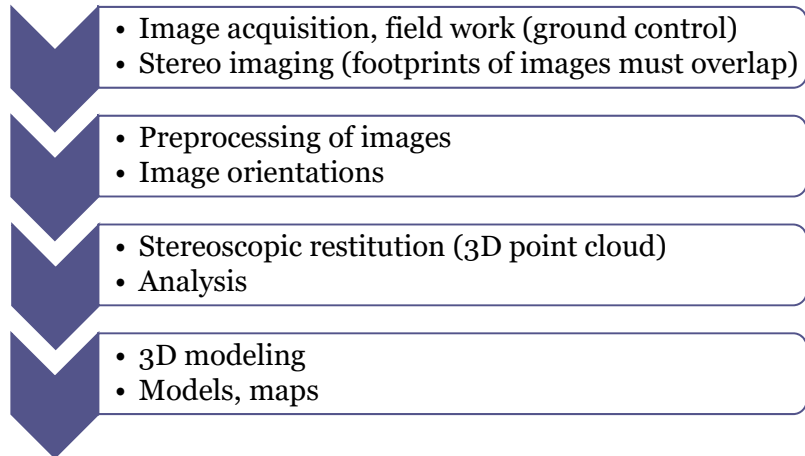 • Image acquisition, field work (ground control)
• Stereo imaging (footprints of images must overlap)
• Preprocessing of images
• Image orientations
• Stereoscopic restitution (3D point cloud)
• Analysis
• 3D modeling
• Models, maps